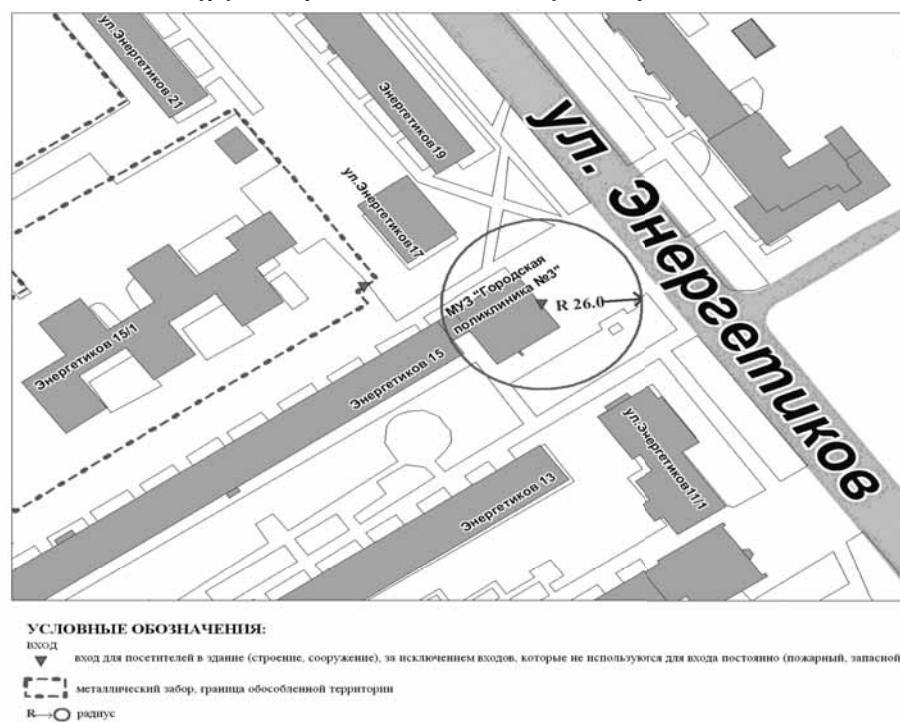 ул.Энергетиков 21
Энергетиков19
ул.Энергетиков17
ул. Энергетиков
МУЗ "Городская
поликлиника №3"
R 26.0
Энергетиков 15/1
Энергетиков 15
ул.Энергетиков11/1
Энергетиков 13
УСЛОВНЫЕ ОБОЗНАЧЕНИЯ:
ВХОД
вход для посетителей в здание (строение, сооружение), за исключением входов, которые не используются для входа постоянно (пожарный, запасной
металлический забор, граница обособленной территории
R
радиус